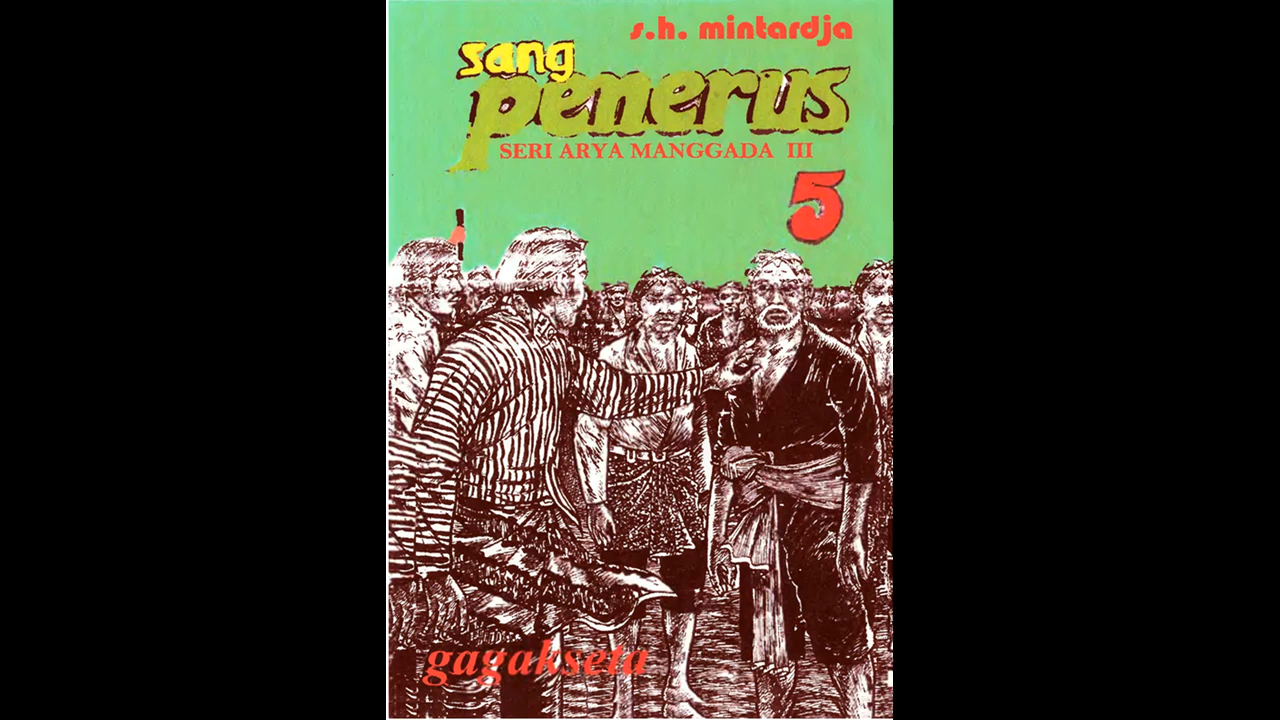 s.h. mintardja
sang
penerus
SERI ARYA MANGGADA III
5
gagakseta